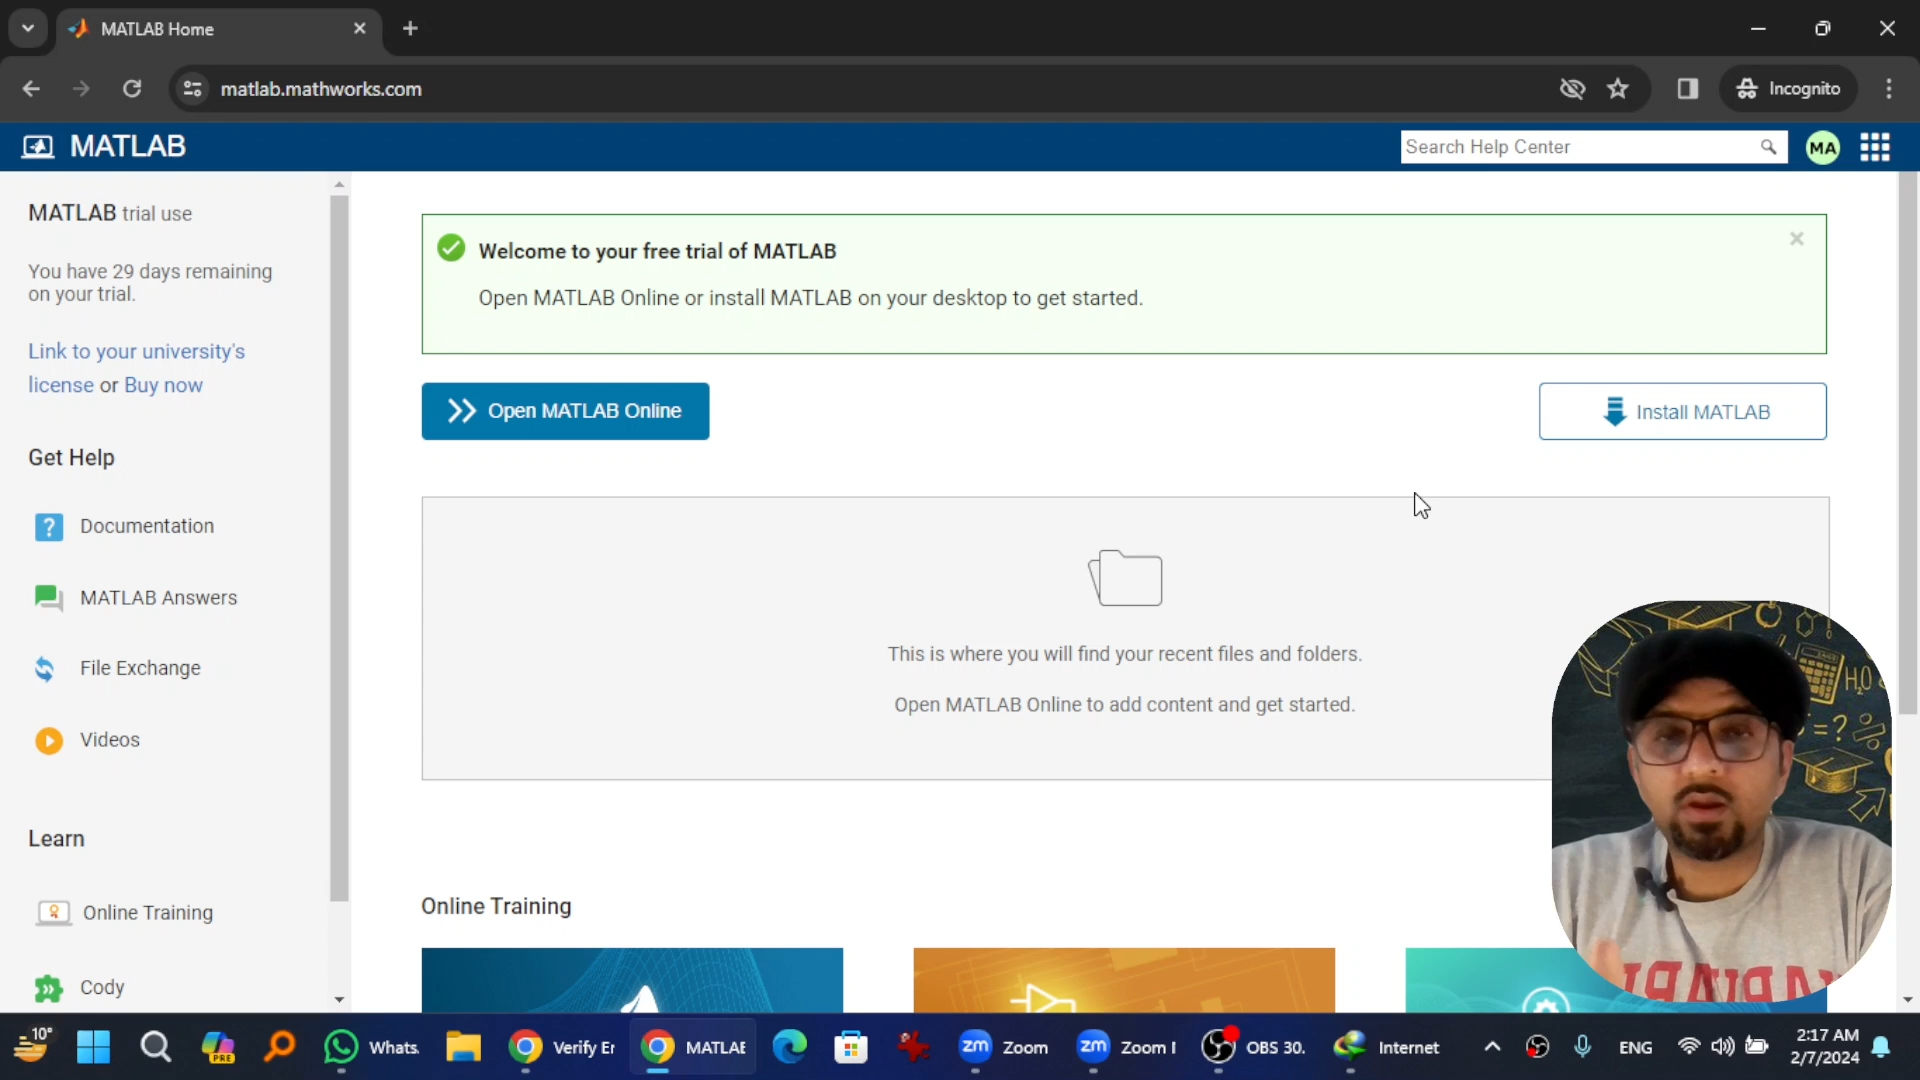 MATLAB Home
matlab.mathworks.com
Incognito
MATLAB
Search Help Center
MA
MATLAB trial use
You have 29 days remaining
on your trial.
Link to your university's
license or Buy now
Get Help
Documentation
MATLAB Answers
File Exchange
Videos
Learn
Online Training
Cody
Welcome to your free trial of MATLAB
Open MATLAB Online or install MATLAB on your desktop to get started.
Open MATLAB Online
Install MATLAB
This is where you will find your recent files and folders.
Open MATLAB Online to add content and get started.
Online Training
H₂O
=?
10°
PRE
Whats.
Verify Er
MATLAE
zm
Zoom
zm
Zoom I
OBS 30.
Internet
ENG
2:17 AM
2/7/2024